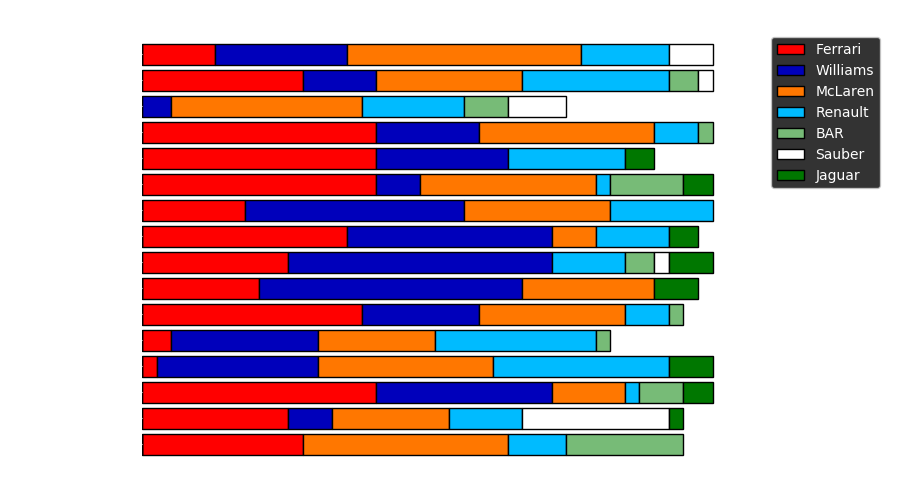 Ferrari
Williams
McLaren
Renault
BAR
Sauber
Jaguar